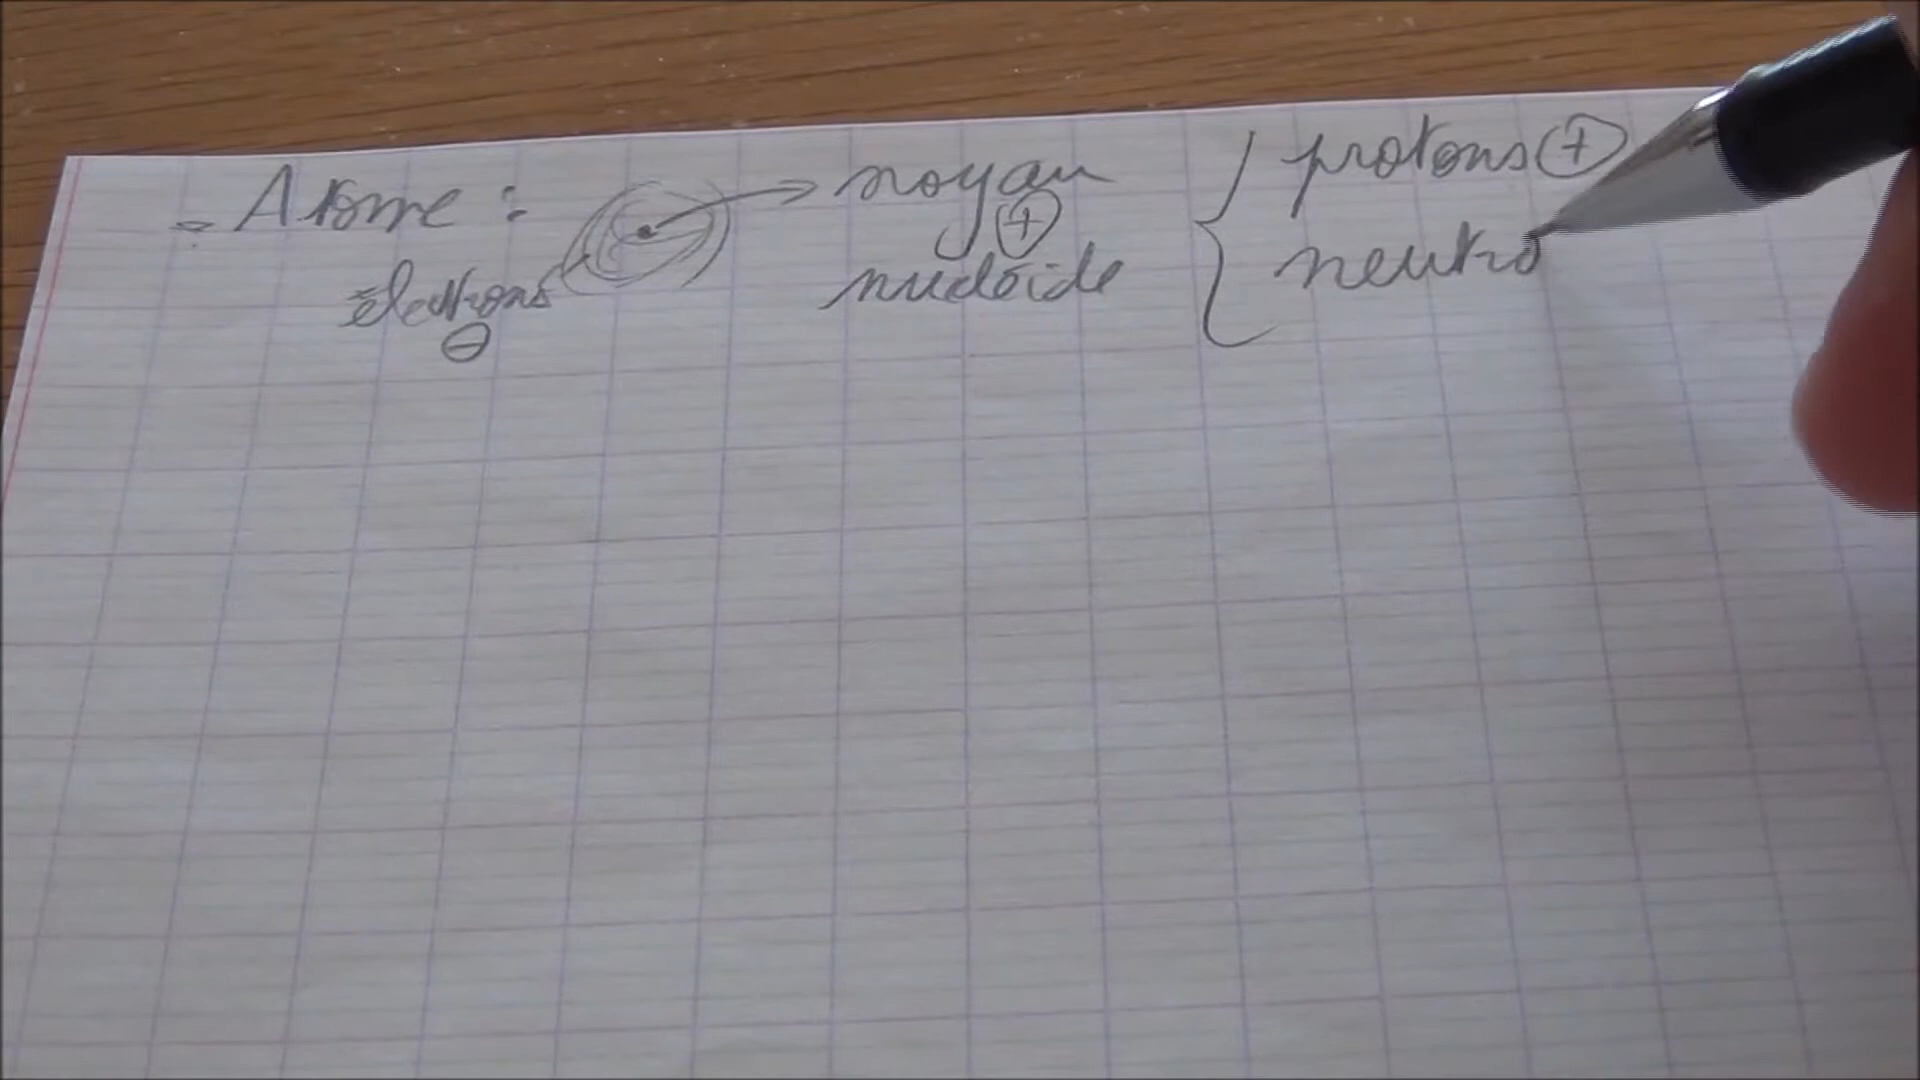 - Atome : noyau { protons +
électrons + nucléide neutro
-